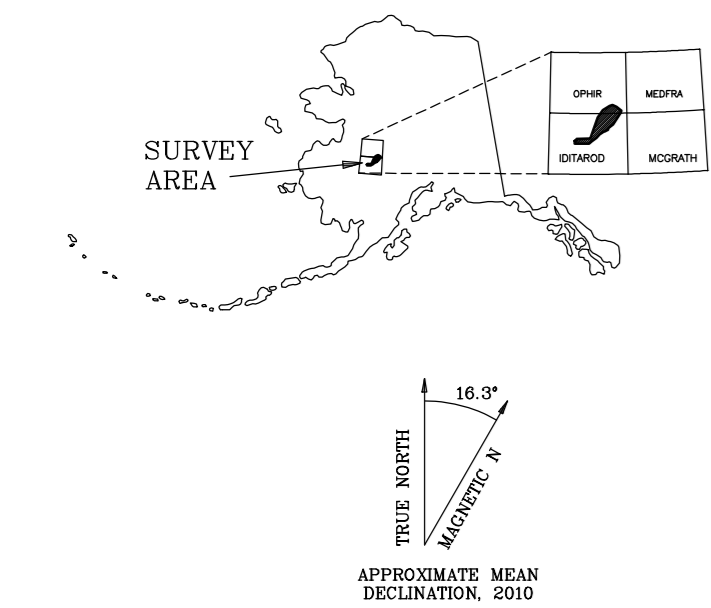 OPHIR
MEDFRA
IDITAROD
MCGRATH
SURVEY
AREA
16.3°
TRUE NORTH
MAGNETIC N
APPROXIMATE MEAN
DECLINATION, 2010